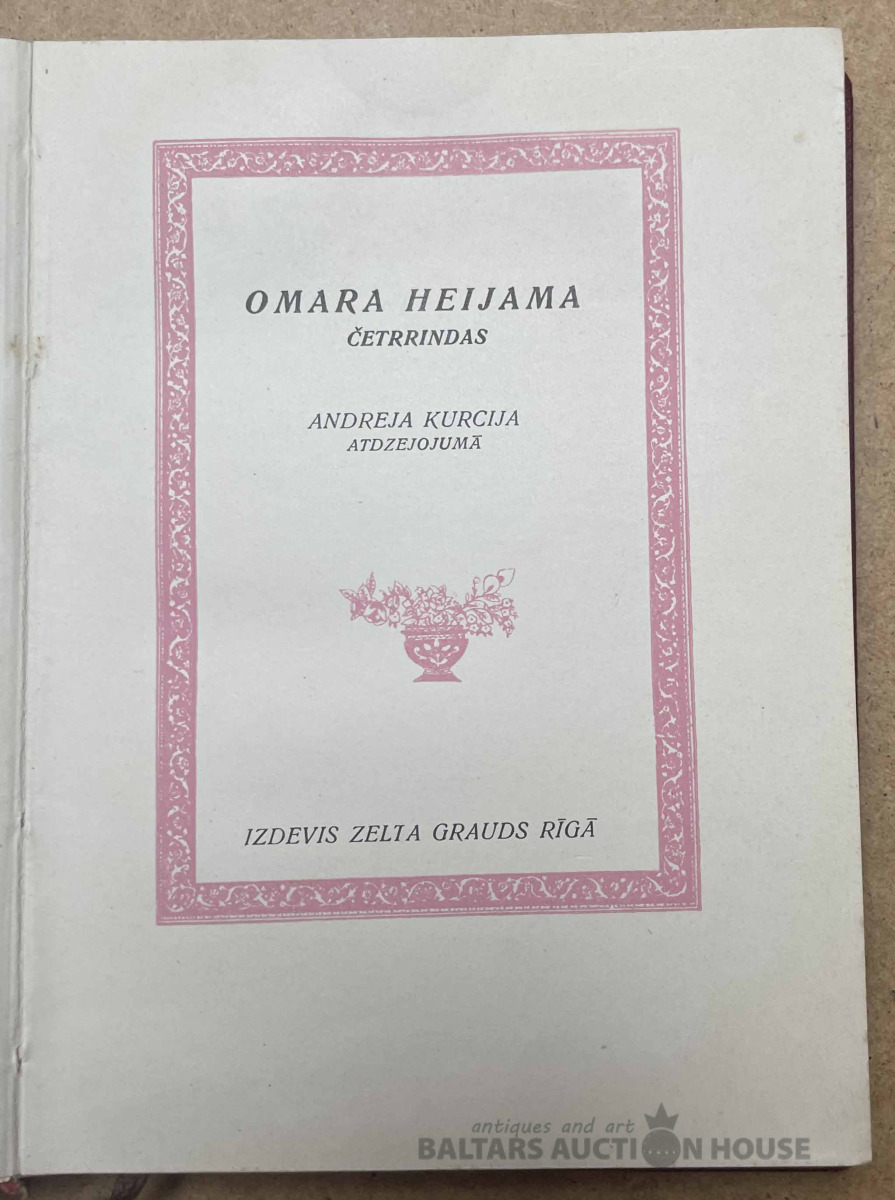 OMARA HEIJAMA
ČETRRINDAS
ANDREJA KURCIJA
ATDZEJOJUMĀ
IZDEVIS ZELTA GRAUDS RĪGĀ
antiques and art
BALTARS AUCTION HOUSE